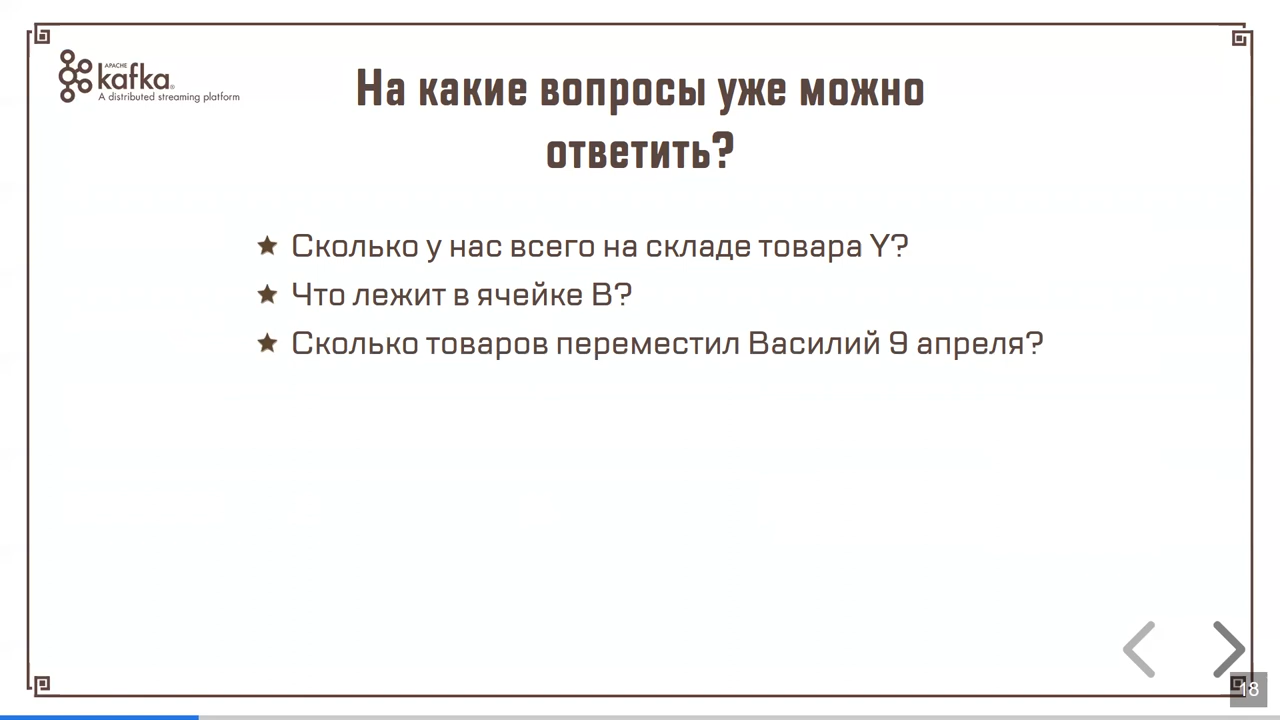 APACHE
kafka®
A distributed streaming platform
На какие вопросы уже можно
ответить?
Сколько у нас всего на складе товара Y?
Что лежит в ячейке B?
Сколько товаров переместил Василий 9 апреля?
18